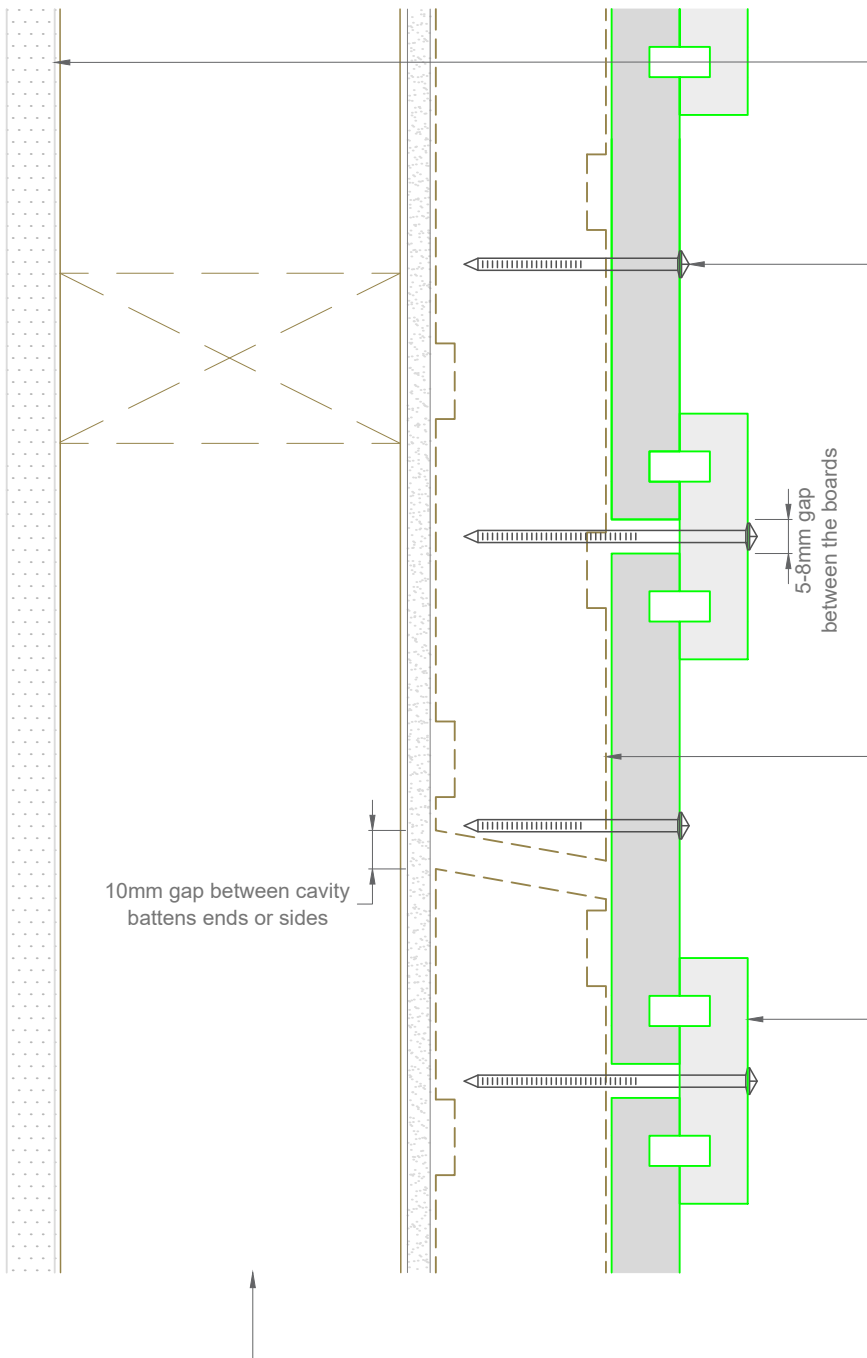 5-8mm gap
between the boards
10mm gap between cavity
battens ends or sides